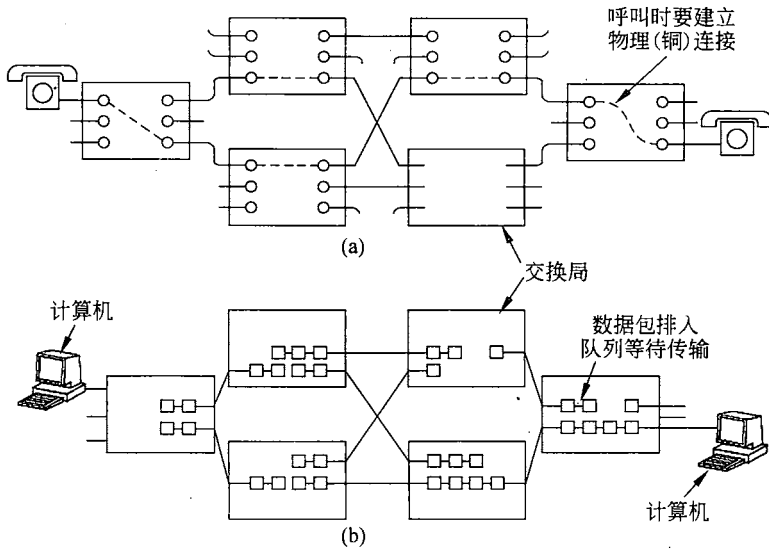 呼叫时要建立
物理(铜)连接
(a)
交换局
计算机
数据包排入
队列等待传输
计算机
(b)